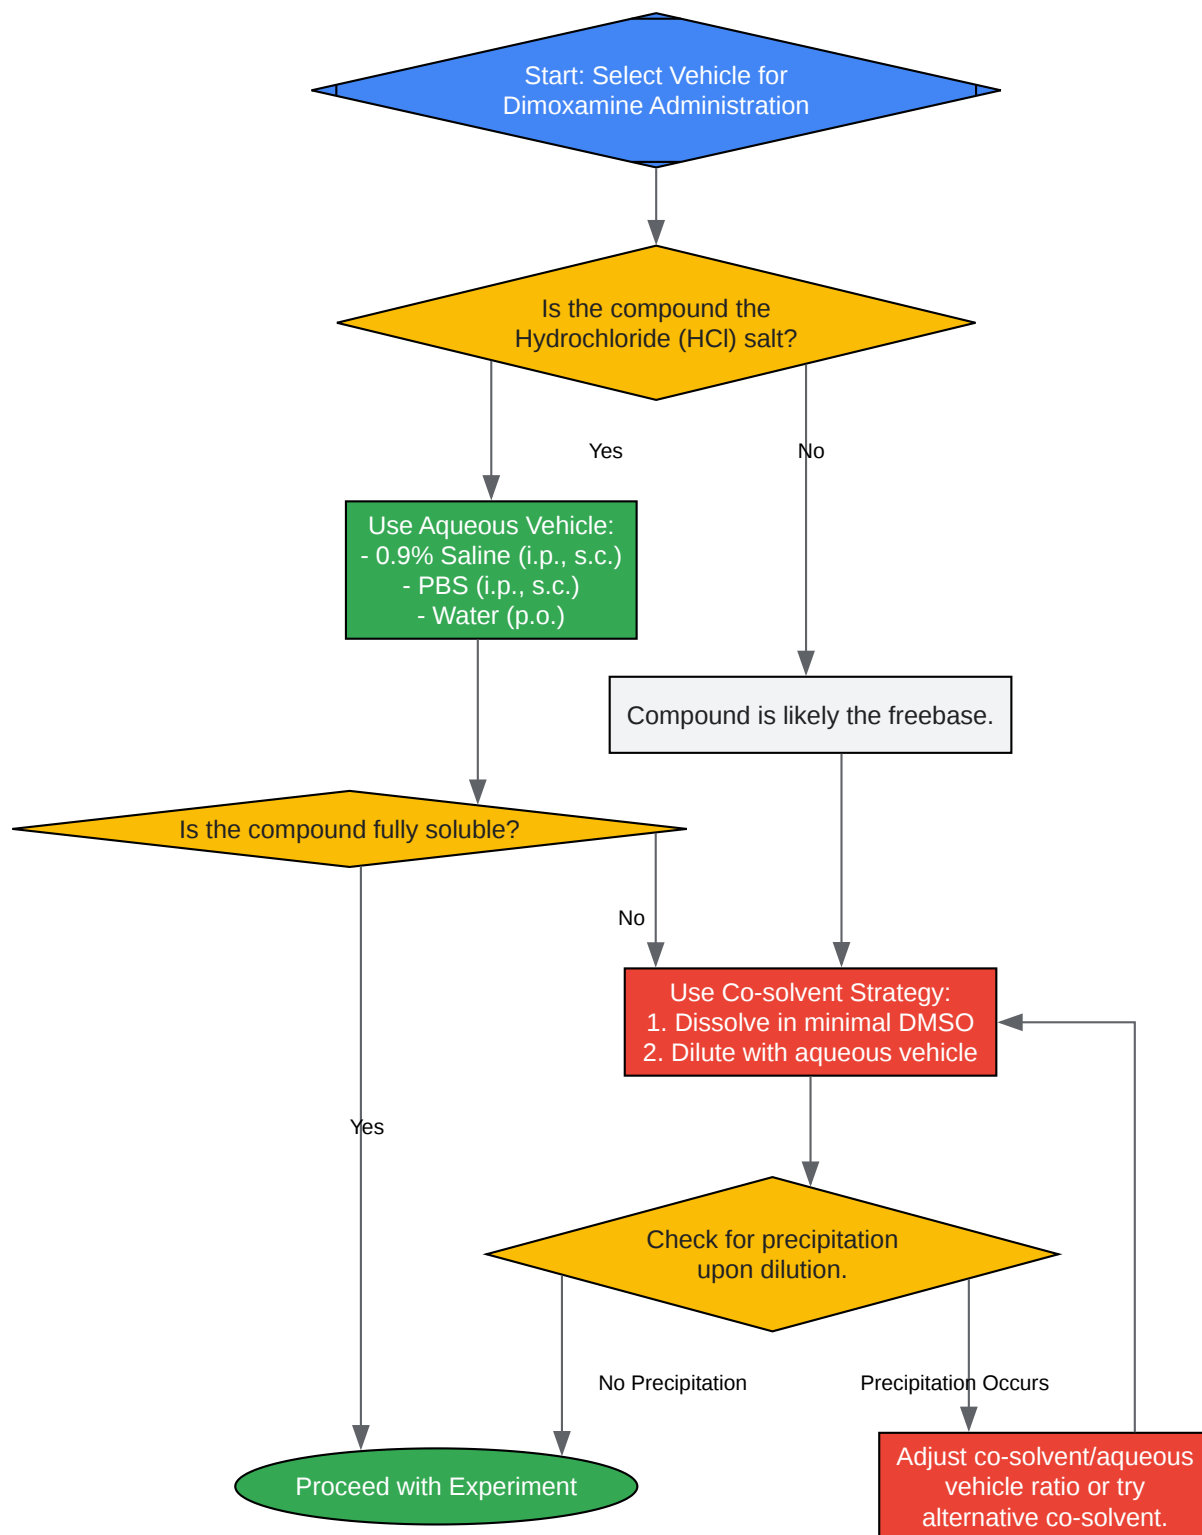 Start: Select Vehicle for
Dimoxamine Administration
Is the compound the
Hydrochloride (HCl) salt?
Yes
No
Use Aqueous Vehicle:
- 0.9% Saline (i.p., s.c.)
- PBS (i.p., s.c.)
- Water (p.o.)
Compound is likely the freebase.
Is the compound fully soluble?
No
Use Co-solvent Strategy:
1. Dissolve in minimal DMSO
2. Dilute with aqueous vehicle
Yes
Check for precipitation
upon dilution.
No Precipitation
Precipitation Occurs
Proceed with Experiment
Adjust co-solvent/aqueous
vehicle ratio or try
alternative co-solvent.